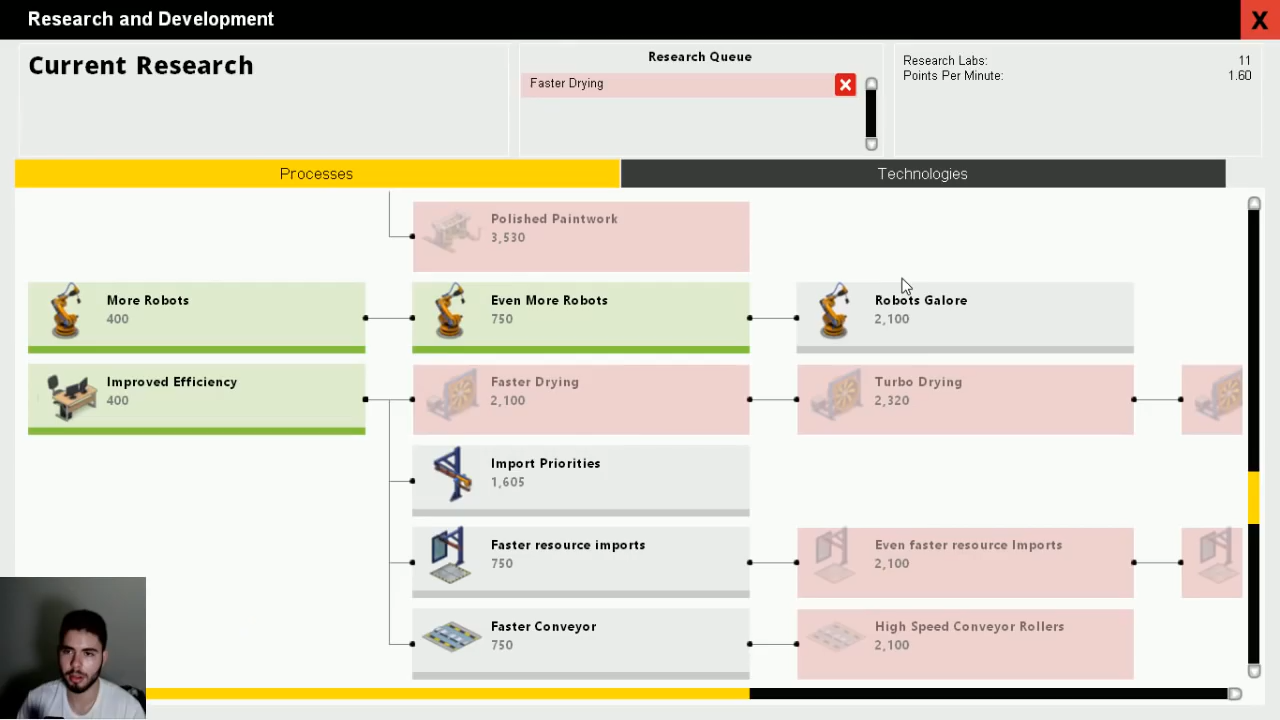 Research and Development
X
Current Research
Research Queue
Faster Drying
Research Labs: 11
Points Per Minute: 1.60
Processes
Technologies
Polished Paintwork
3,530
More Robots
400
Even More Robots
750
Robots Galore
2,100
Improved Efficiency
400
Faster Drying
2,100
Turbo Drying
2,320
Import Priorities
1,605
Faster resource imports
750
Even faster resource Imports
2,100
Faster Conveyor
750
High Speed Conveyor Rollers
2,100